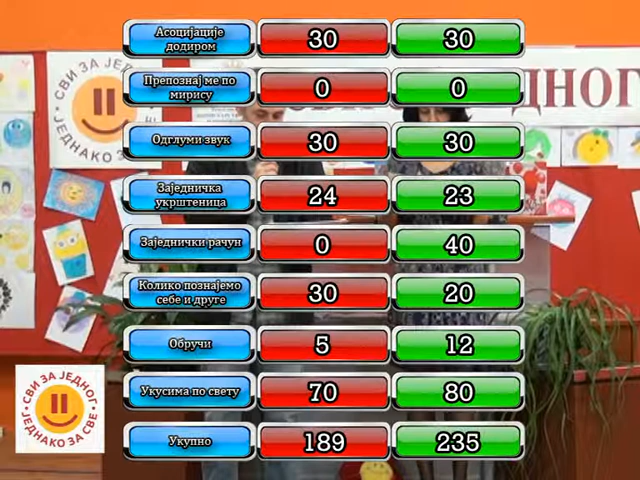 Асоцијације додиром 30 30
Препознај ме по мирису 0 0
Одглуми звук 30 30
Заједничка укрштеница 24 23
Заједнички рачун 0 40
Колико познајемо себе и друге 30 20
Обручи 5 12
Укусима по свету 70 80
Укупно 189 235
СВИ ЗА ЈЕДНОГ
ЈЕДНАКО ЗА СВЕ
СВИ ЗА ЈЕДНОГ
ЈЕДНАКО ЗА СВЕ